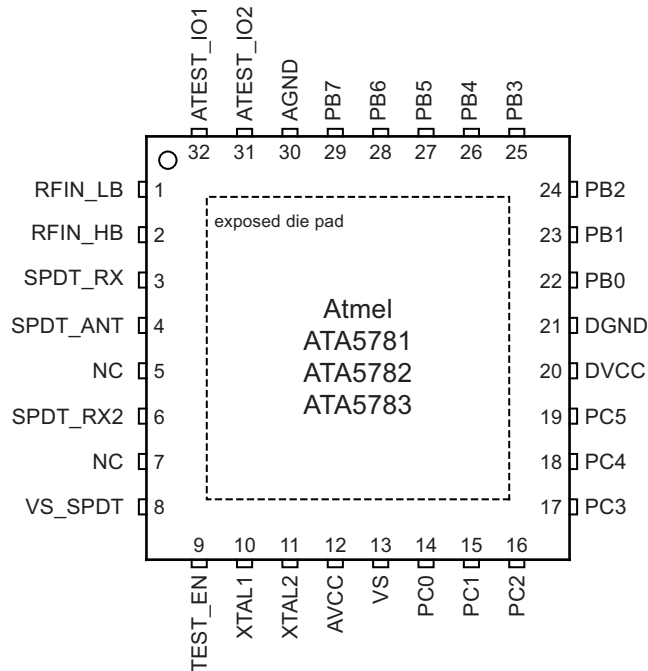 ATEST_IO1
ATEST_IO2
AGND
PB7
PB6
PB5
PB4
PB3
32 31 30 29 28 27 26 25
RFIN_LB 1
RFIN_HB 2
SPDT_RX 3
SPDT_ANT 4
NC 5
SPDT_RX2 6
NC 7
VS_SPDT 8
exposed die pad
Atmel
ATA5781
ATA5782
ATA5783
24 PB2
23 PB1
22 PB0
21 DGND
20 DVCC
19 PC5
18 PC4
17 PC3
9 10 11 12 13 14 15 16
TEST_EN
XTAL1
XTAL2
AVCC
VS
PC0
PC1
PC2